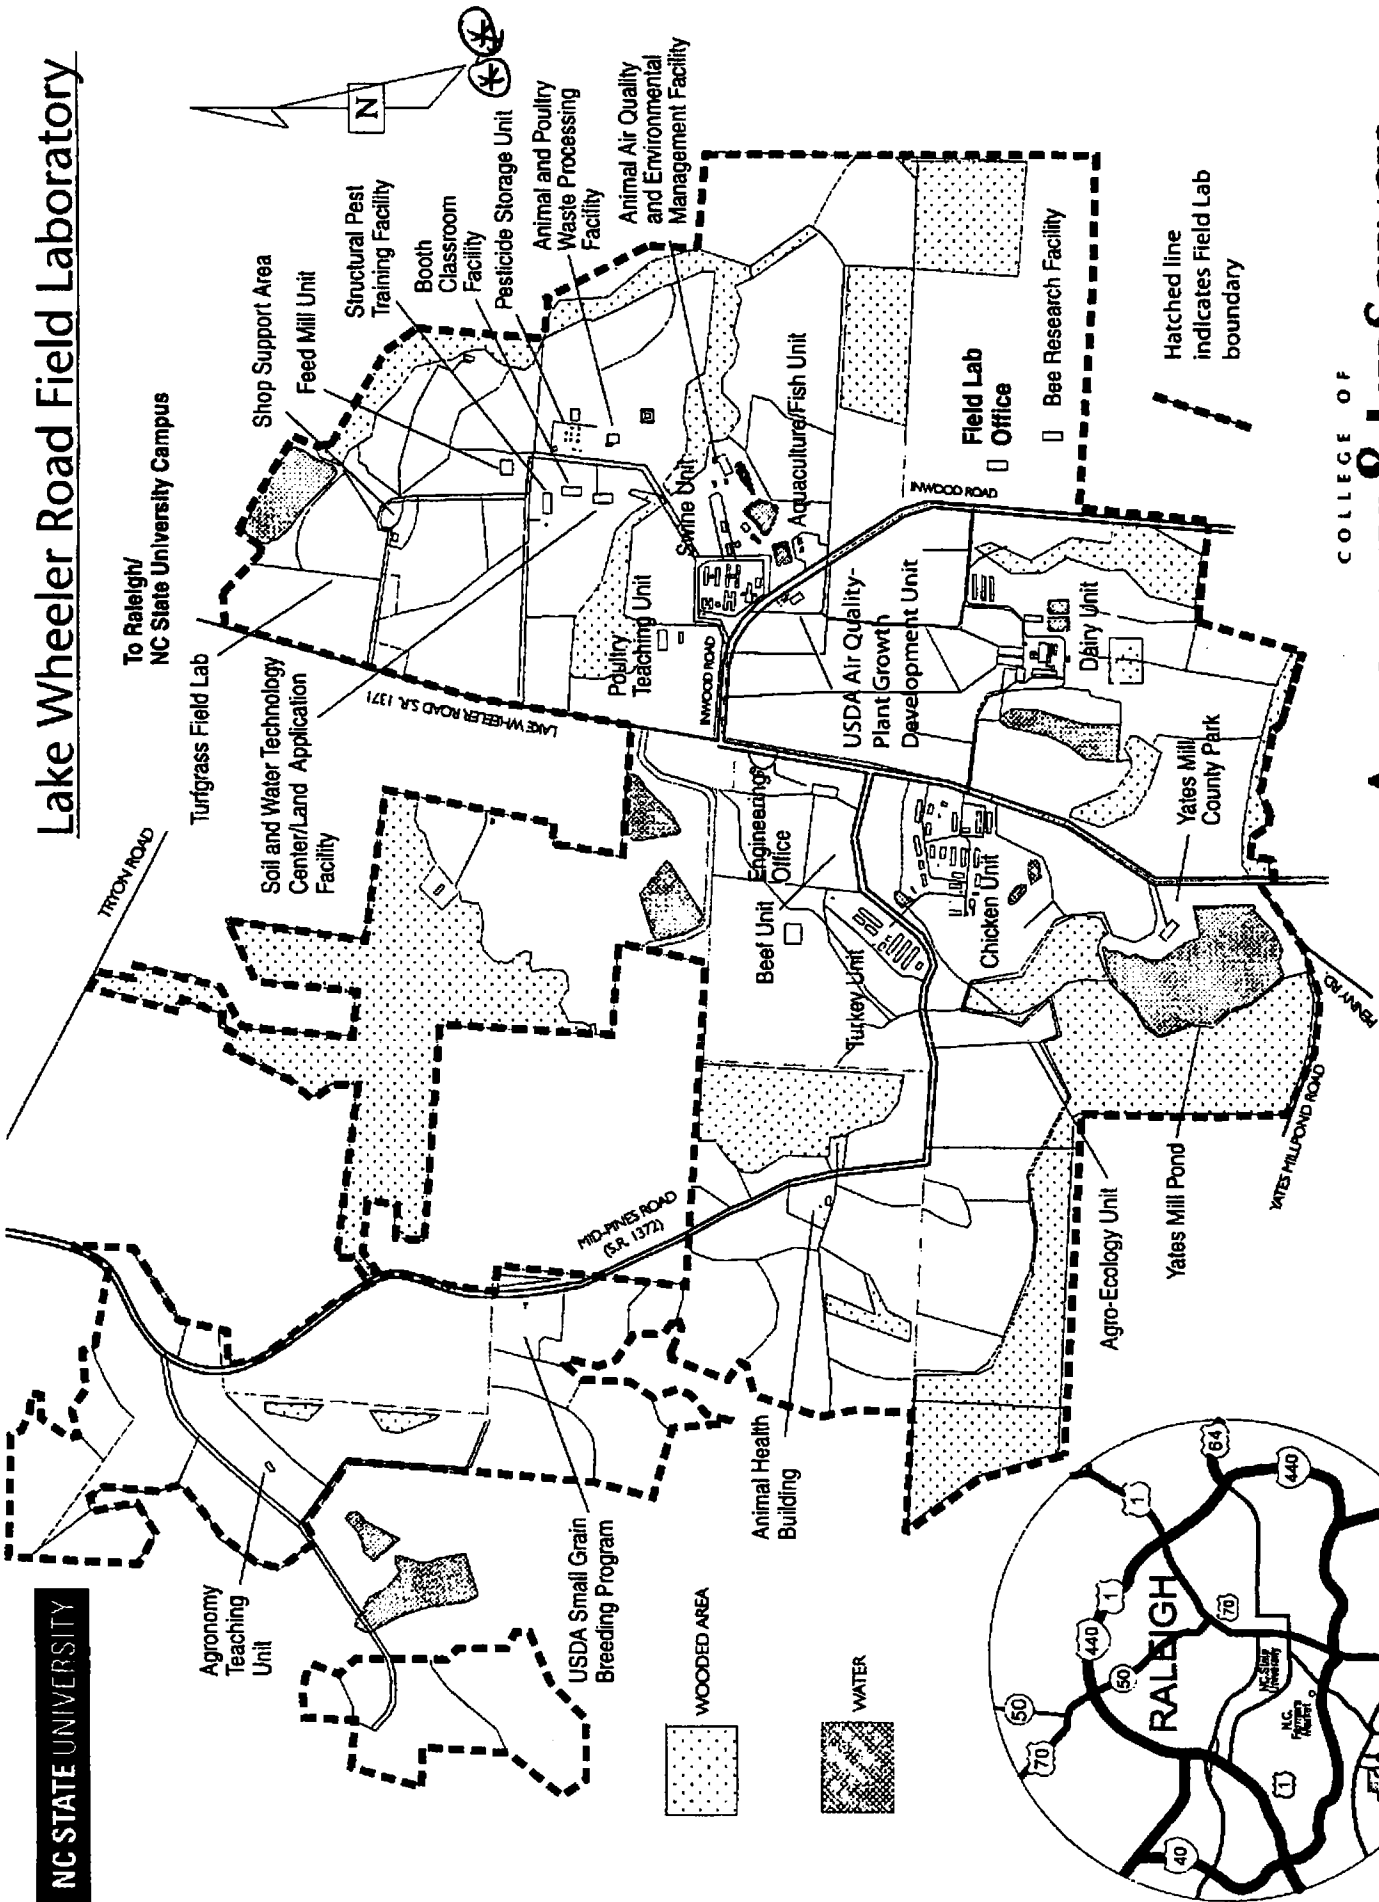 NC STATE UNIVERSITY
Lake Wheeler Road Field Laboratory
N
To Raleigh/
NC State University Campus
TRYON ROAD
Turfgrass Field Lab
Soil and Water Technology
Center/Land Application
Facility
LAKE WHEELER ROAD S.R. 1371
Shop Support Area
Feed Mill Unit
Structural Pest
Training Facility
Booth
Classroom
Facility
Pesticide Storage Unit
Animal and Poultry
Waste Processing
Facility
Animal Air Quality
and Environmental
Management Facility
Agronomy
Teaching
Unit
USDA Small Grain
Breeding Program
MID-PINES ROAD
(S.R. 1372)
Poultry
Teaching Unit
Swine Unit
INWOOD ROAD
Aquaculture/Fish Unit
Engineering
Office
Beef Unit
Turkey Unit
USDA Air Quality-
Plant Growth
Development Unit
INWOOD ROAD
Field Lab
Office
Bee Research Facility
Animal Health
Building
Chicken Unit
Dairy Unit
Agro-Ecology Unit
Yates Mill Pond
Yates Mill
County Park
YATES MILLPOND ROAD
PENNY RD.
Hatched line
indicates Field Lab
boundary
WOODED AREA
WATER
RALEIGH
50
70
50
440
1
1
64
440
70
NC State
University
N.C.
Farmers
Market
1
40
COLLEGE OF